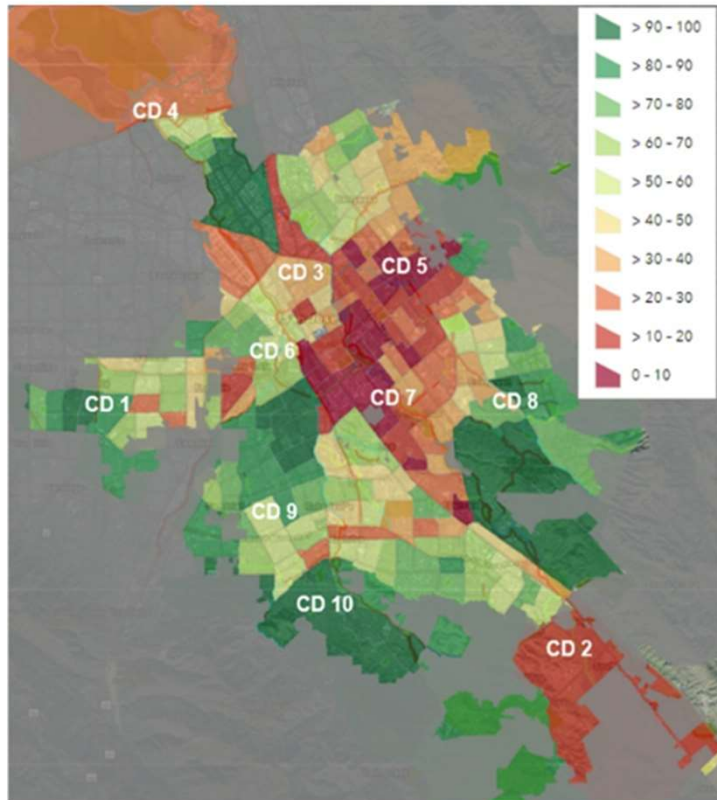 > 90 - 100
> 80 - 90
> 70 - 80
> 60 - 70
> 50 - 60
> 40 - 50
> 30 - 40
> 20 - 30
> 10 - 20
0 - 10
CD 4
CD 3
CD 5
CD 6
CD 1
CD 7
CD 8
CD 9
CD 10
CD 2